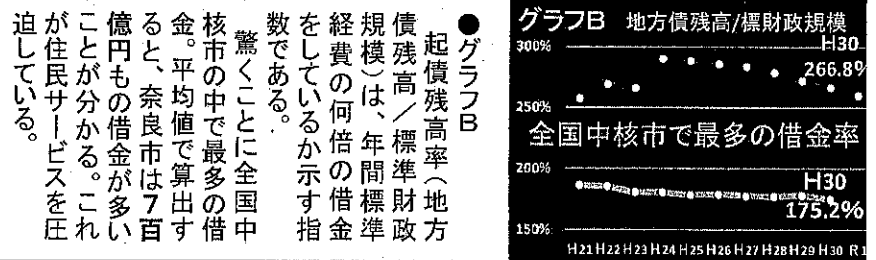 ●グラフB
起債残高率(地方
債残高/標準財政
規模)は、年間標準
経費の何倍の借金
をしているか示す指
数である。
驚くことに全国中
核市の中で最多の借
金。平均値で算出す
ると、奈良市は7百
億円もの借金が多い
ことが分かる。これ
が住民サービスを圧
迫している。
グラフB 地方債残高/標財政規模
300%
H30
266.8%
250%
全国中核市で最多の借金率
200%
H30
175.2%
150%
H21 H22 H23 H24 H25 H26 H27 H28 H29 H30 R1